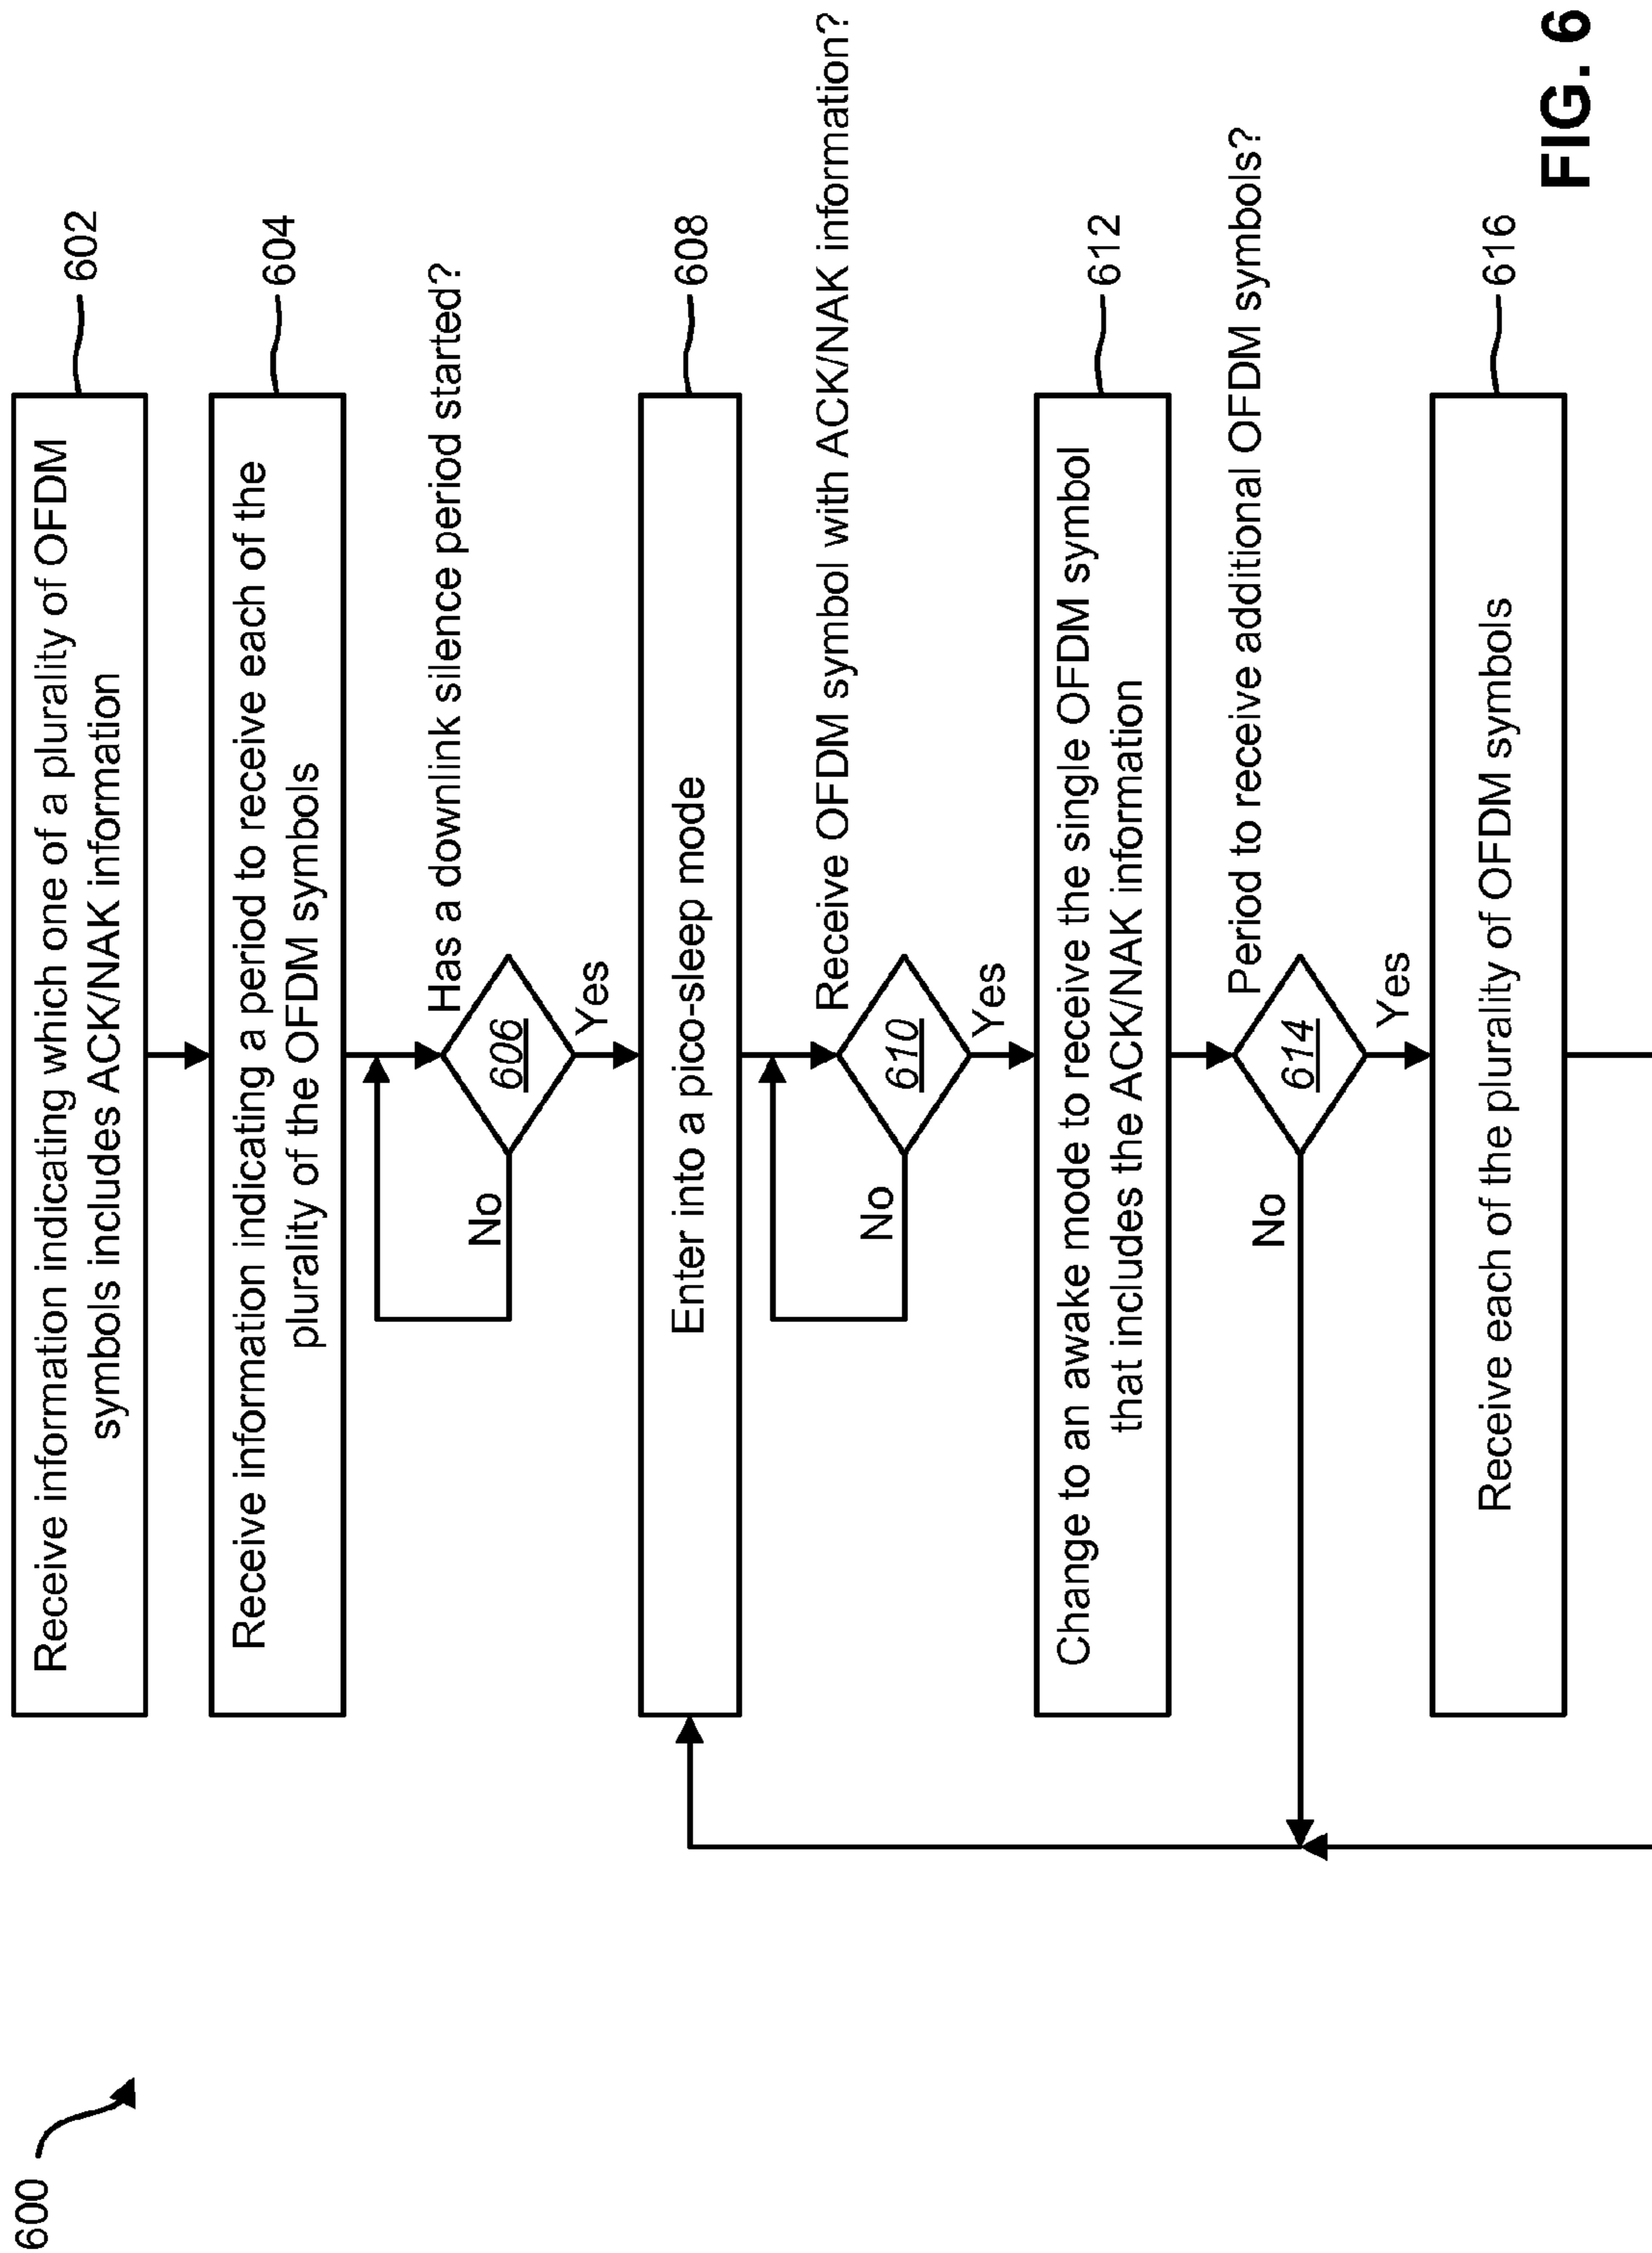 600
Receive information indicating which one of a plurality of OFDM
symbols includes ACK/NAK information
602
Receive information indicating a period to receive each of the
plurality of the OFDM symbols
604
Has a downlink silence period started?
606
No
Yes
Enter into a pico-sleep mode
608
Receive OFDM symbol with ACK/NAK information?
610
No
Yes
Change to an awake mode to receive the single OFDM symbol
that includes the ACK/NAK information
612
Period to receive additional OFDM symbols?
614
No
Yes
Receive each of the plurality of OFDM symbols
616
FIG. 6